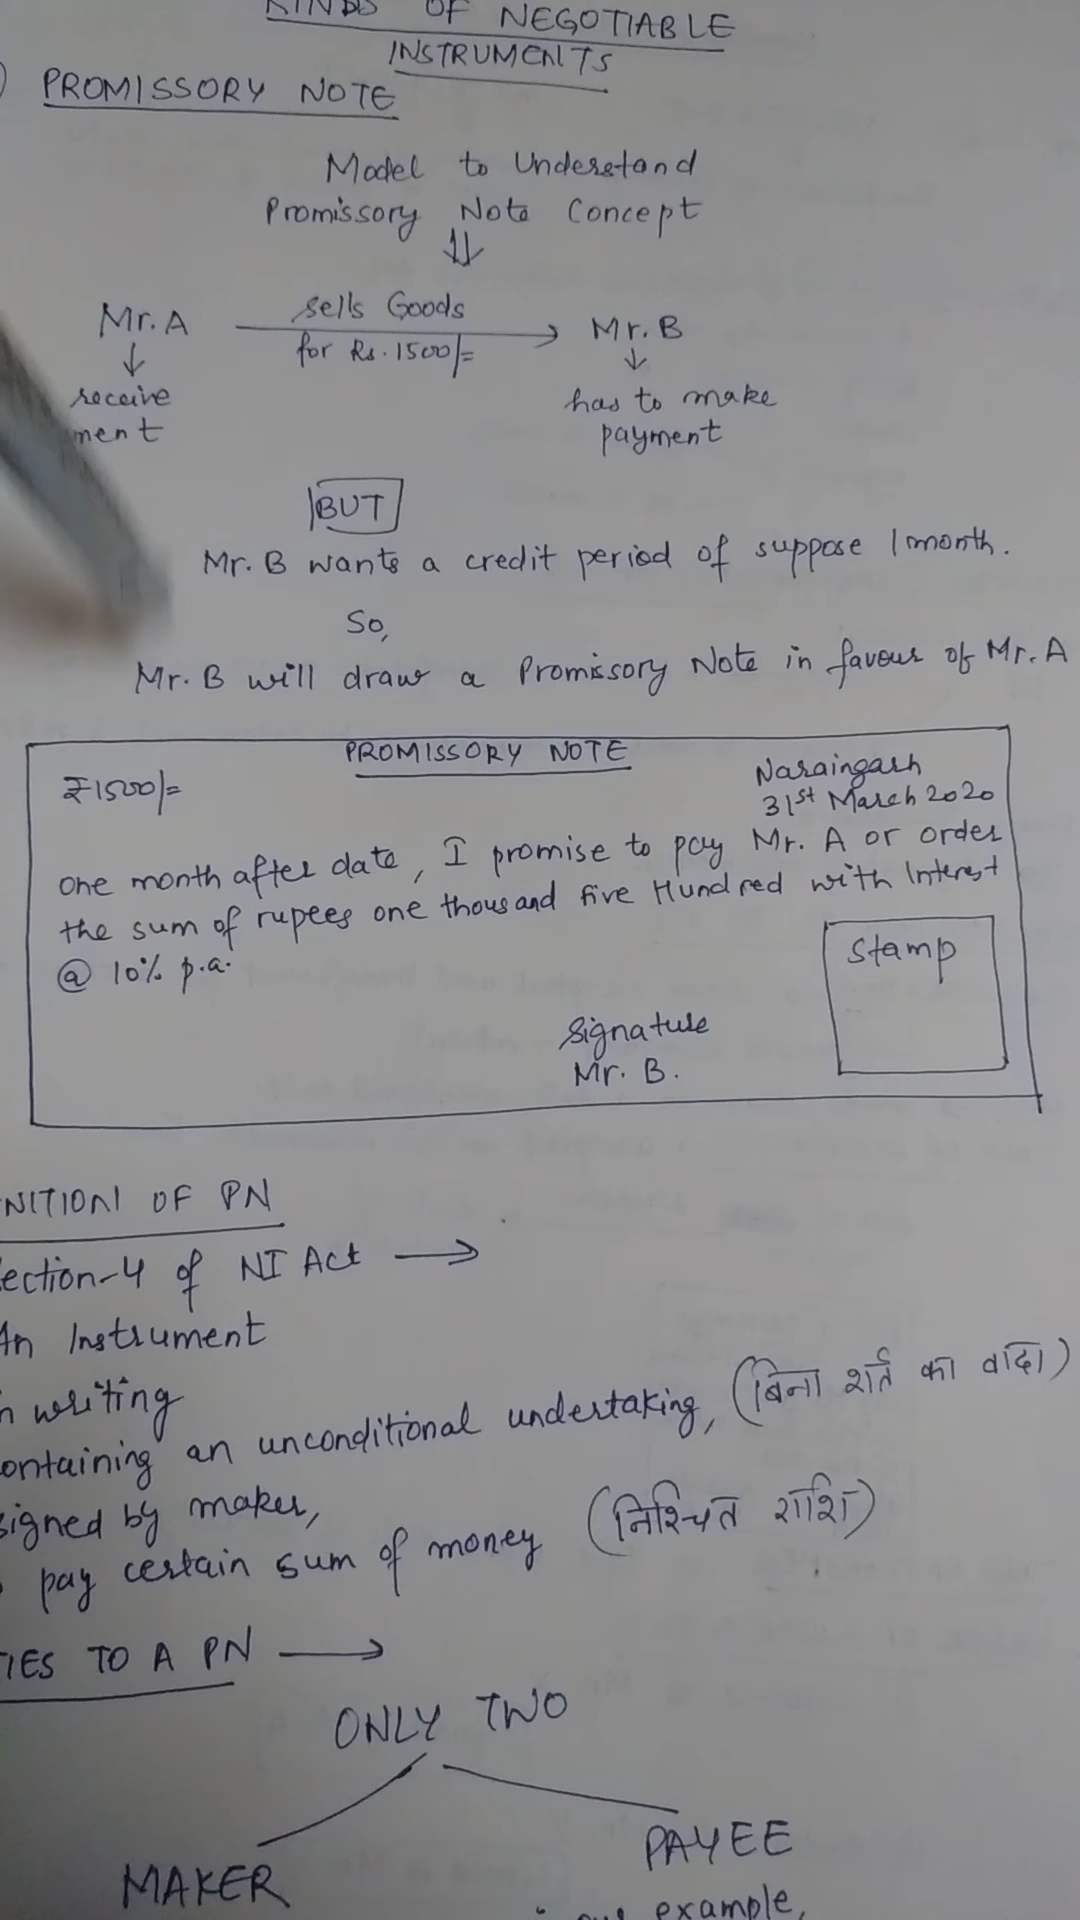 KINDS OF NEGOTIABLE
INSTRUMENTS
PROMISSORY NOTE
Model to Understand
Promissory Note Concept
Mr. A sells Goods for Rs. 1500/= Mr. B
receive
ment
has to make
payment
BUT
Mr. B wants a credit period of suppose 1 month.
So,
Mr. B will draw a Promissory Note in favour of Mr. A
PROMISSORY NOTE
₹1500/=
Naraingarh
31st March 2020
one month after date, I promise to pay Mr. A or order
the sum of rupees one thousand five Hundred with Interest
@ 10% p.a.
Stamp
Signature
Mr. B.
NITION OF PN
ection-4 of NI Act →
An Instrument
n writing
ontaining an unconditional undertaking, (बिना शर्त का वादा)
signed by maker,
pay certain sum of money (निश्चित राशि)
TIES TO A PN →
ONLY TWO
MAKER
PAYEE
example,